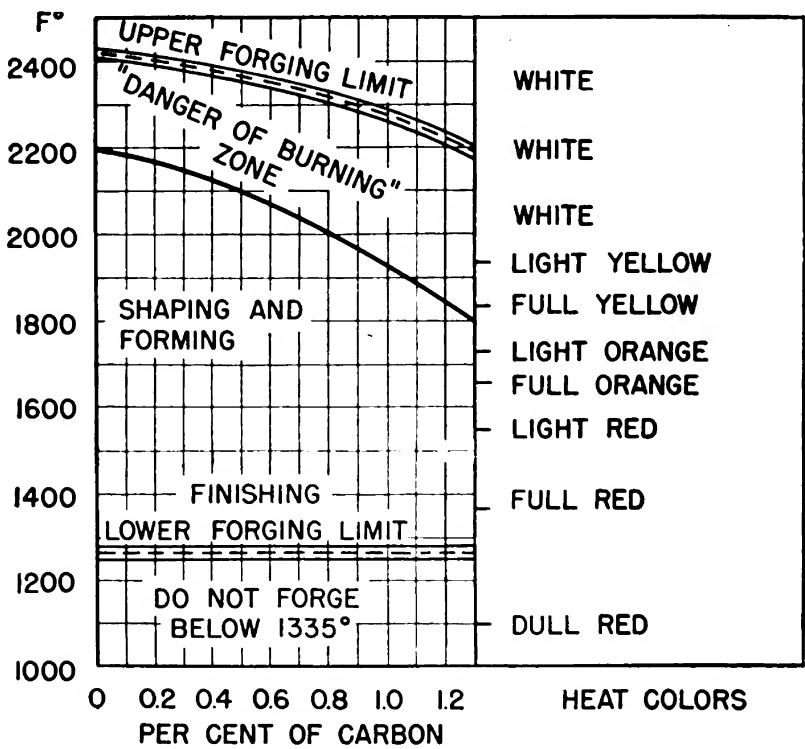 F°
2400
2200
2000
1800
1600
1400
1200
1000
UPPER FORGING LIMIT
"DANGER OF BURNING"
ZONE
SHAPING AND
FORMING
FINISHING
LOWER FORGING LIMIT
DO NOT FORGE
BELOW 1335°
WHITE
WHITE
WHITE
LIGHT YELLOW
FULL YELLOW
LIGHT ORANGE
FULL ORANGE
LIGHT RED
FULL RED
DULL RED
0 0.2 0.4 0.6 0.8 1.0 1.2
PER CENT OF CARBON
HEAT COLORS